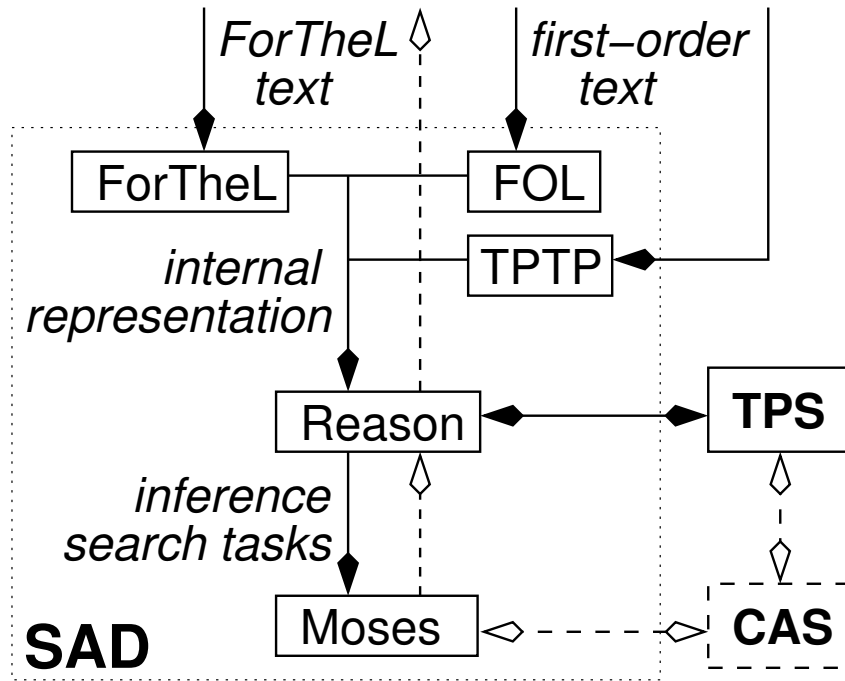 ForTheL
text
first–order
text
ForTheL
FOL
TPTP
internal
representation
Reason
TPS
inference
search tasks
Moses
CAS
SAD